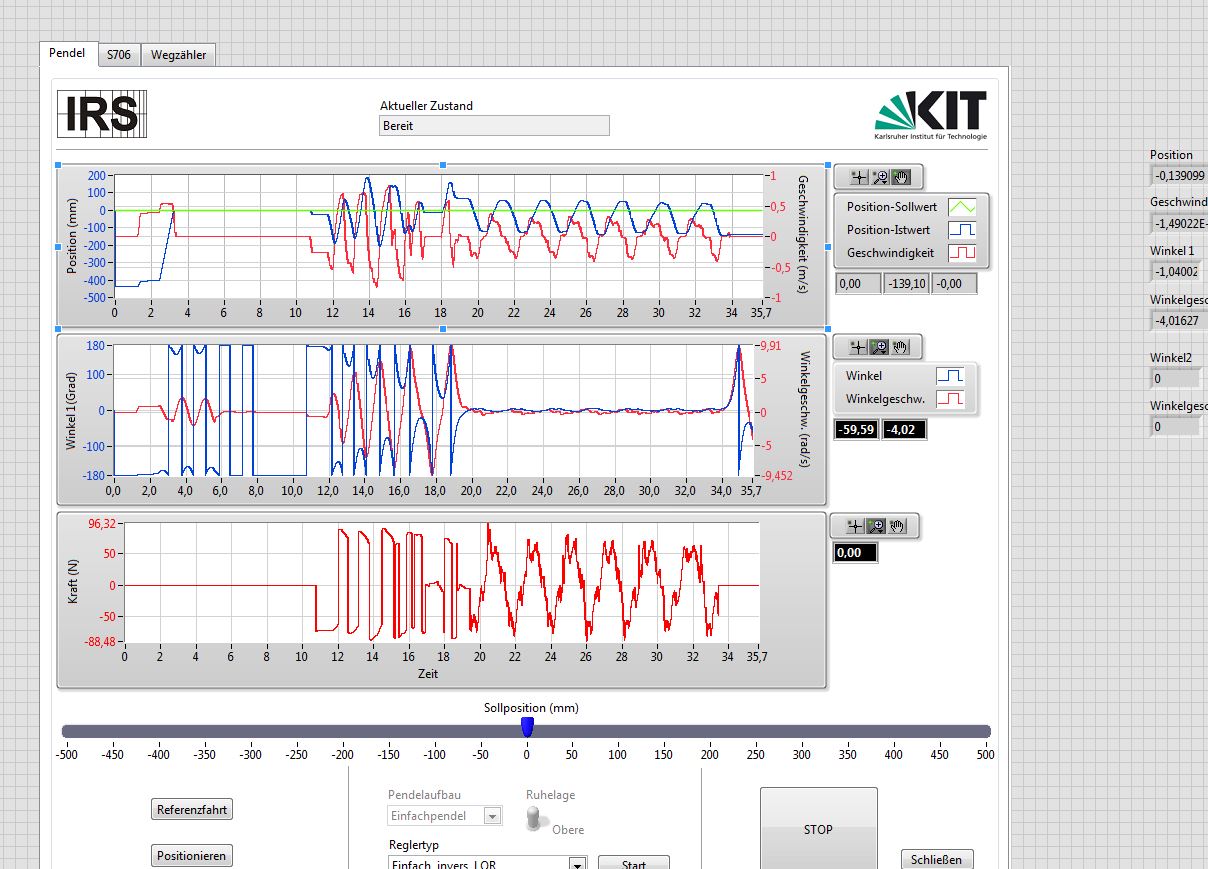 Pendel S706 Wegzähler
IRS
Aktueller Zustand
Bereit
KIT
Karlsruher Institut für Technologie
Position (mm)
200
100
0
-100
-200
-300
-400
-500
0 2 4 6 8 10 12 14 16 18 20 22 24 26 28 30 32 34 35,7
1
0,5
0
-0,5
-1
Geschwindigkeit (m/s)
Position-Sollwert
Position-Istwert
Geschwindigkeit
0,00 -139,10 -0,00
Winkel 1(Grad)
180
100
0
-100
-180
0,0 2,0 4,0 6,0 8,0 10,0 12,0 14,0 16,0 18,0 20,0 22,0 24,0 26,0 28,0 30,0 32,0 34,0 35,7
9,91
5
0
-5
-9,452
Winkelgeschw. (rad/s)
Winkel
Winkelgeschw.
-59,59 -4,02
Kraft (N)
96,32
50
0
-50
-88,48
0 2 4 6 8 10 12 14 16 18 20 22 24 26 28 30 32 34 35,7
Zeit
0,00
Sollposition (mm)
-500 -450 -400 -350 -300 -250 -200 -150 -100 -50 0 50 100 150 200 250 300 350 400 450 500
Referenzfahrt
Positionieren
Pendelaufbau
Einfachpendel
Ruhelage
Obere
Reglertyp
Einfach_invers_LQR
Start
STOP
Schließen
Position
-0,139099
Geschwind
-1,49022E-
Winkel 1
-1,04002
Winkelgesc
-4,01627
Winkel2
0
Winkelgesc
0